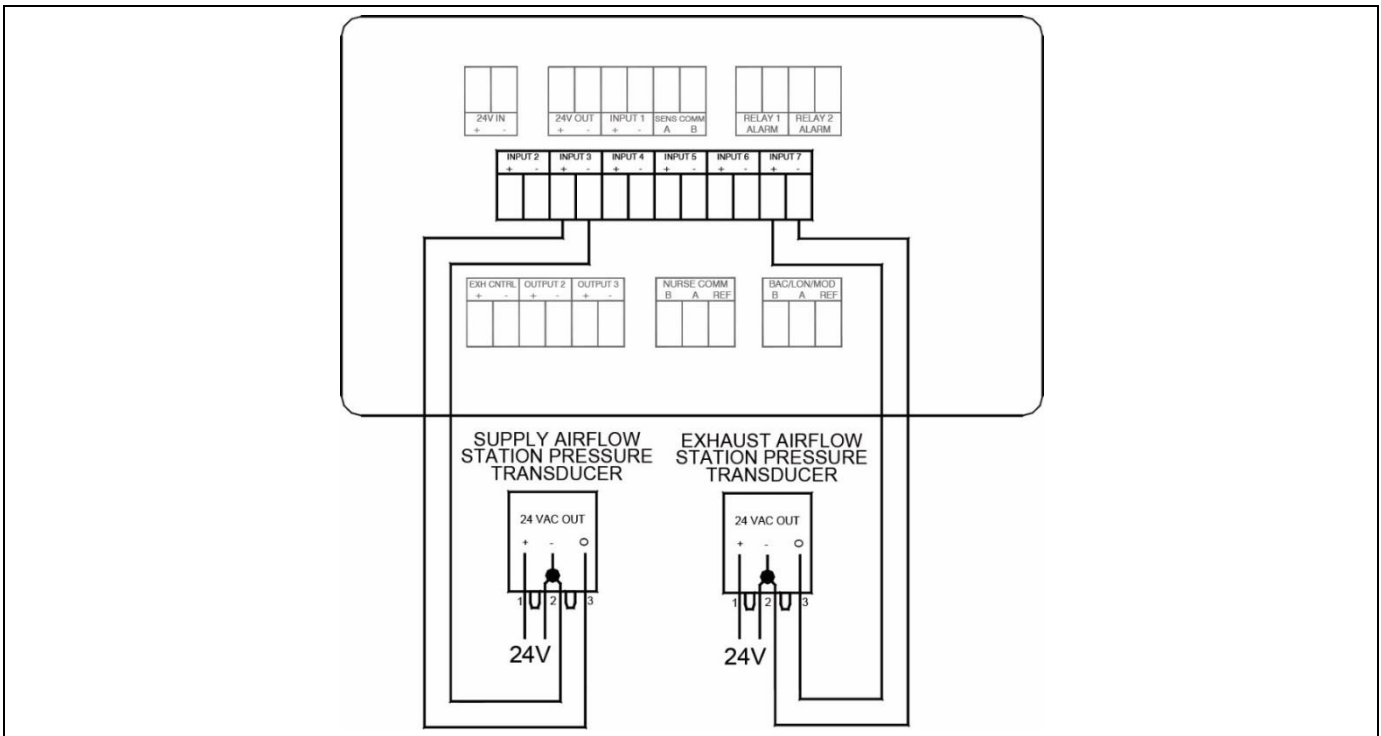 24V IN 24V OUT INPUT 1 SENS COMM RELAY 1 ALARM RELAY 2 ALARM
+ - + - + - A B
INPUT 2 INPUT 3 INPUT 4 INPUT 5 INPUT 6 INPUT 7
+ - + - + - + - + - + -
EXH CNTRL OUTPUT 2 OUTPUT 3 NURSE COMM BAC/LON/MOD
+ - + - + - B A REF B A REF
SUPPLY AIRFLOW
STATION PRESSURE
TRANSDUCER
24 VAC OUT
+ - O
1 2 3
24V
EXHAUST AIRFLOW
STATION PRESSURE
TRANSDUCER
24 VAC OUT
+ - O
1 2 3
24V